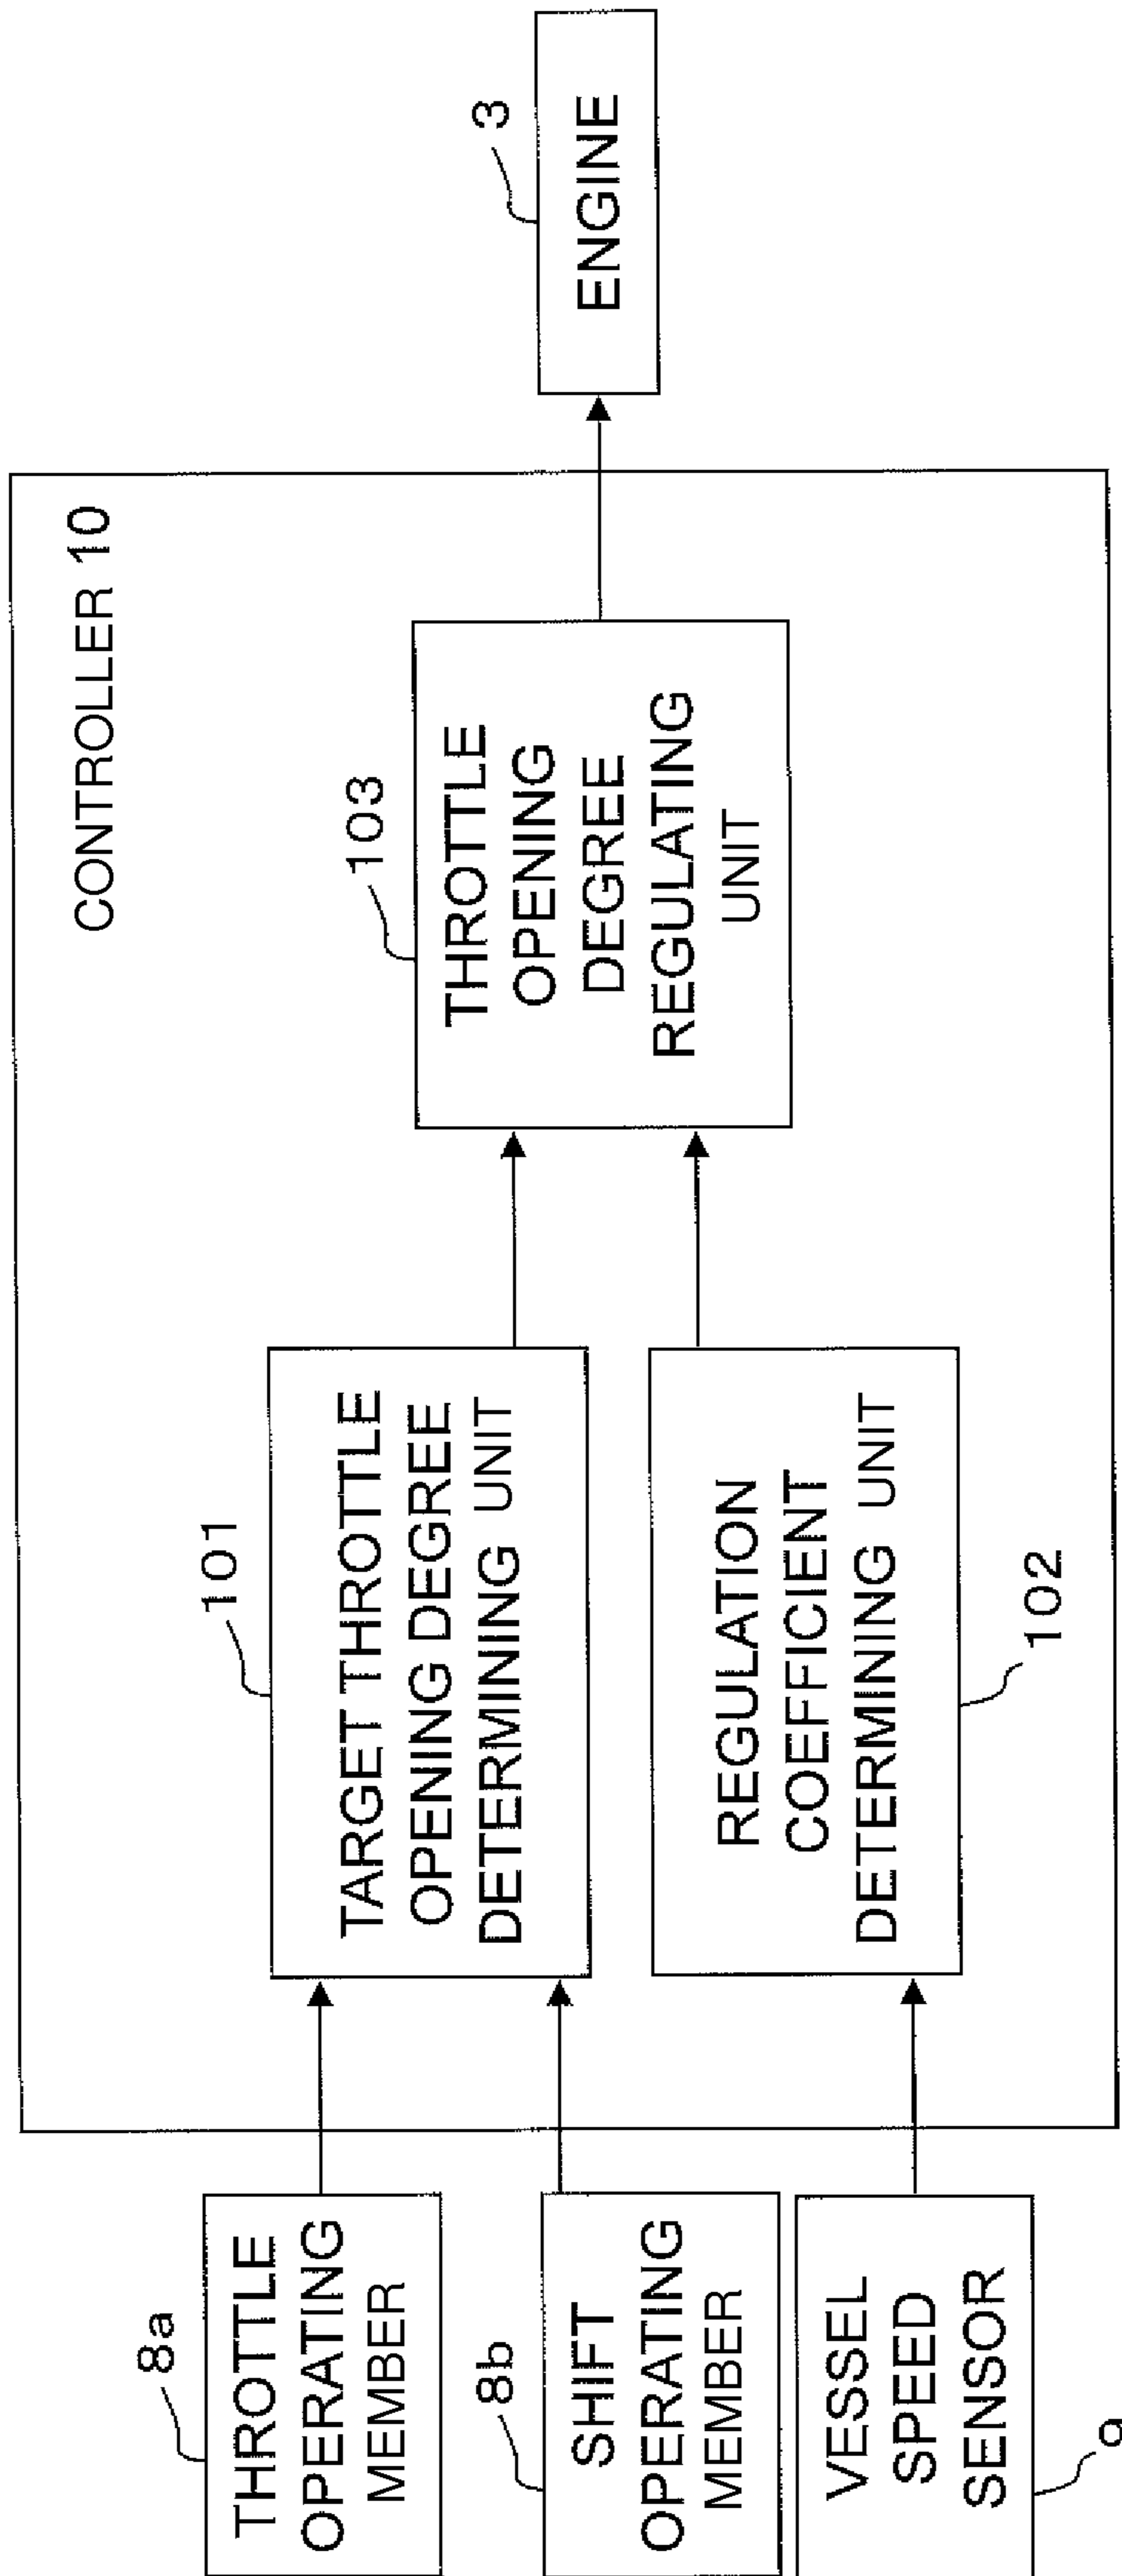 8a
THROTTLE
OPERATING
MEMBER
8b
SHIFT
OPERATING
MEMBER
VESSEL
SPEED
SENSOR
9
CONTROLLER 10
101
TARGET THROTTLE
OPENING DEGREE
DETERMINING UNIT
REGULATION
COEFFICIENT
DETERMINING UNIT
102
103
THROTTLE
OPENING
DEGREE
REGULATING
UNIT
3
ENGINE